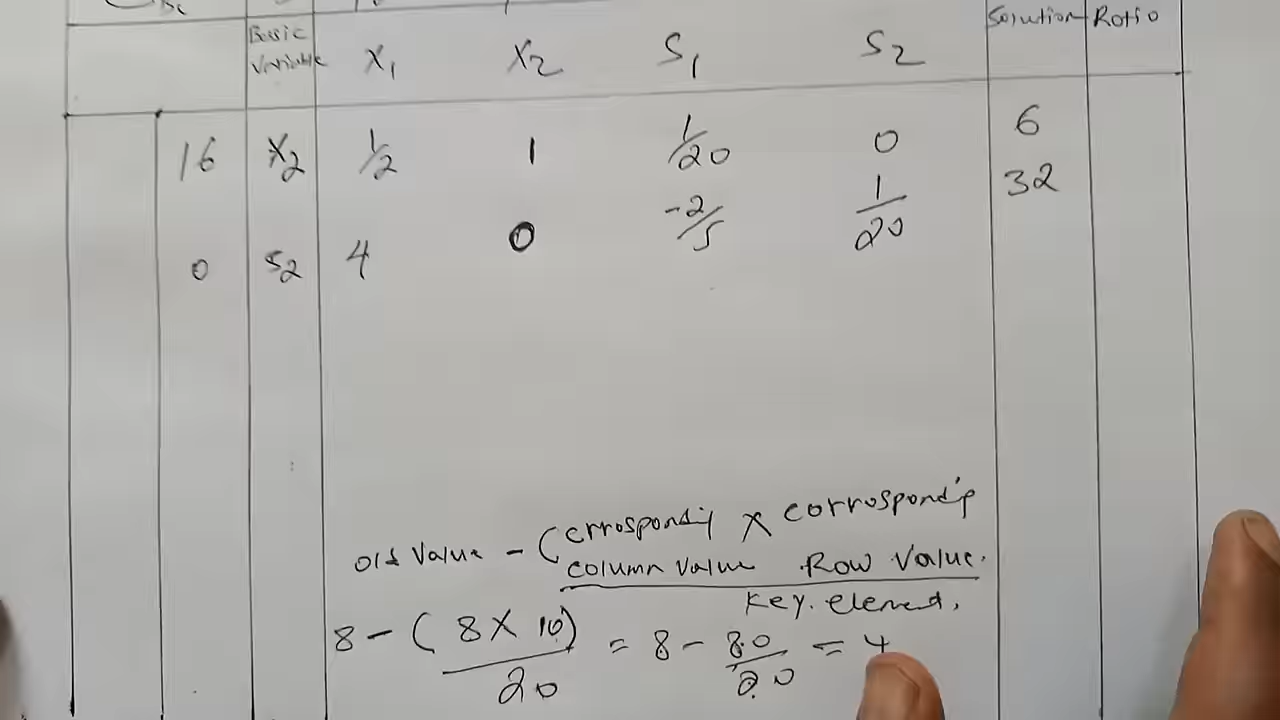 Basic Variable X1 X2 S1 S2 Solution Ratio
16 X2 1/2 1 1/20 0 6
0 S2 4 0 -2/5 1/20 32
Old Value - (Corrospondig X corrospondig
column value Row value.
Key. element.
8 - (8 X 10) = 8 - 80 = 4
20 20